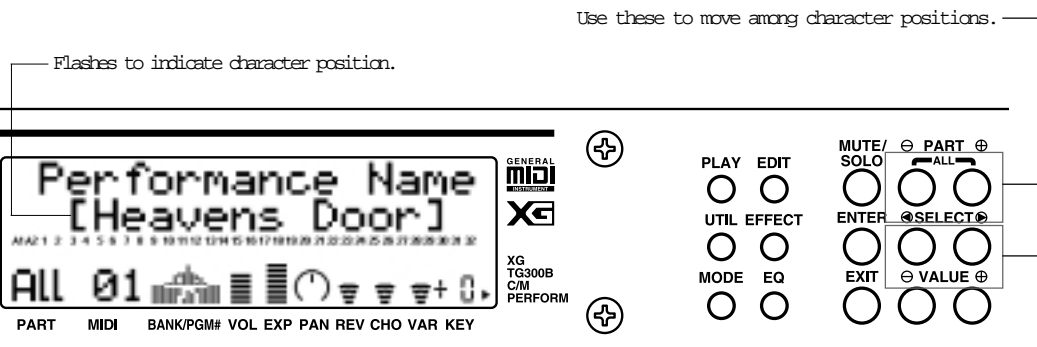 Use these to move among character positions.
Flashes to indicate character position.
Performance Name
[Heavens Door]
A1A2 1 2 3 4 5 6 7 8 9 10 11 12 13 14 15 16 17 18 19 20 21 22 23 24 25 26 27 28 29 30 31 32
All 01 + 0
PART MIDI BANK/PGM# VOL EXP PAN REV CHO VAR KEY
GENERAL
MIDI
INSTRUMENT
XG
XG
TG300B
C/M
PERFORM
PLAY EDIT
UTIL EFFECT
MODE EQ
MUTE/
SOLO
⊖ PART ⊕
ALL
ENTER ◀SELECT▶
EXIT ⊖ VALUE ⊕